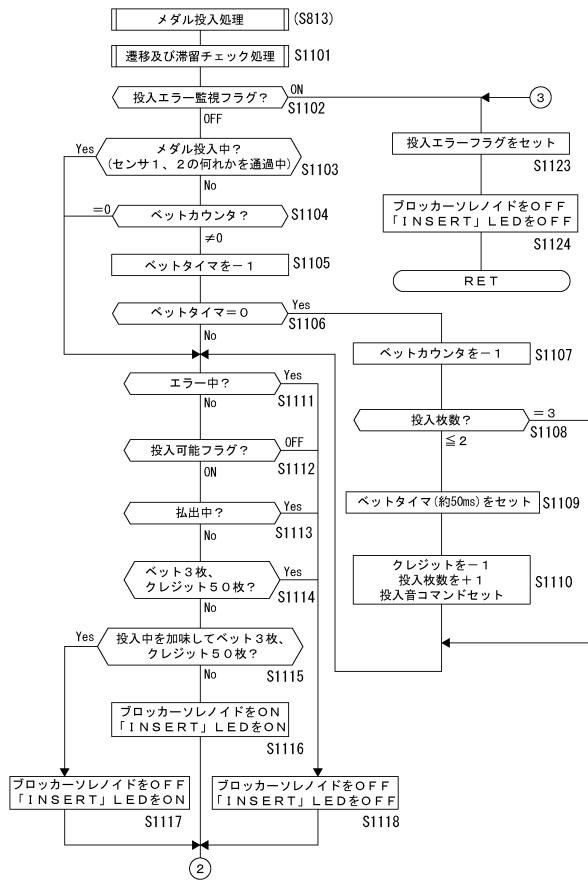 メダル投入処理
(S813)
遷移及び滞留チェック処理
S1101
投入エラー監視フラグ?
ON
S1102
OFF
③
投入エラーフラグをセット
S1123
ブロッカーソレノイドをOFF
「INSERT」LEDをOFF
S1124
RET
メダル投入中?
(センサ1、2の何れかを通過中)
Yes
S1103
No
ベットカウンタ?
=0
S1104
≠0
ベットタイマを-1
S1105
ベットタイマ=0
Yes
S1106
No
ベットカウンタを-1
S1107
投入枚数?
=3
S1108
≦2
ベットタイマ(約50ms)をセット
S1109
クレジットを-1
投入枚数を+1
投入音コマンドセット
S1110
エラー中?
Yes
S1111
No
投入可能フラグ?
OFF
S1112
ON
払出中?
Yes
S1113
No
ベット3枚、
クレジット50枚?
Yes
S1114
No
投入中を加味してベット3枚、
クレジット50枚?
Yes
S1115
No
ブロッカーソレノイドをON
「INSERT」LEDをON
S1116
ブロッカーソレノイドをOFF
「INSERT」LEDをON
S1117
ブロッカーソレノイドをOFF
「INSERT」LEDをOFF
S1118
②